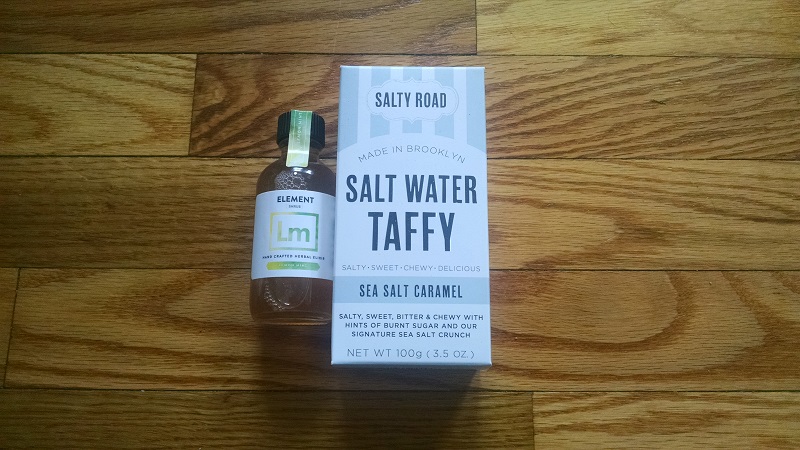 ELEMENT
SHRUB
Lm
HAND CRAFTED HERBAL ELIXIR
SALTY ROAD
MADE IN BROOKLYN
SALT WATER
TAFFY
SALTY · SWEET · CHEWY · DELICIOUS
SEA SALT CARAMEL
SALTY, SWEET, BITTER & CHEWY WITH
HINTS OF BURNT SUGAR AND OUR
SIGNATURE SEA SALT CRUNCH
NET WT 100g (3.5 OZ.)